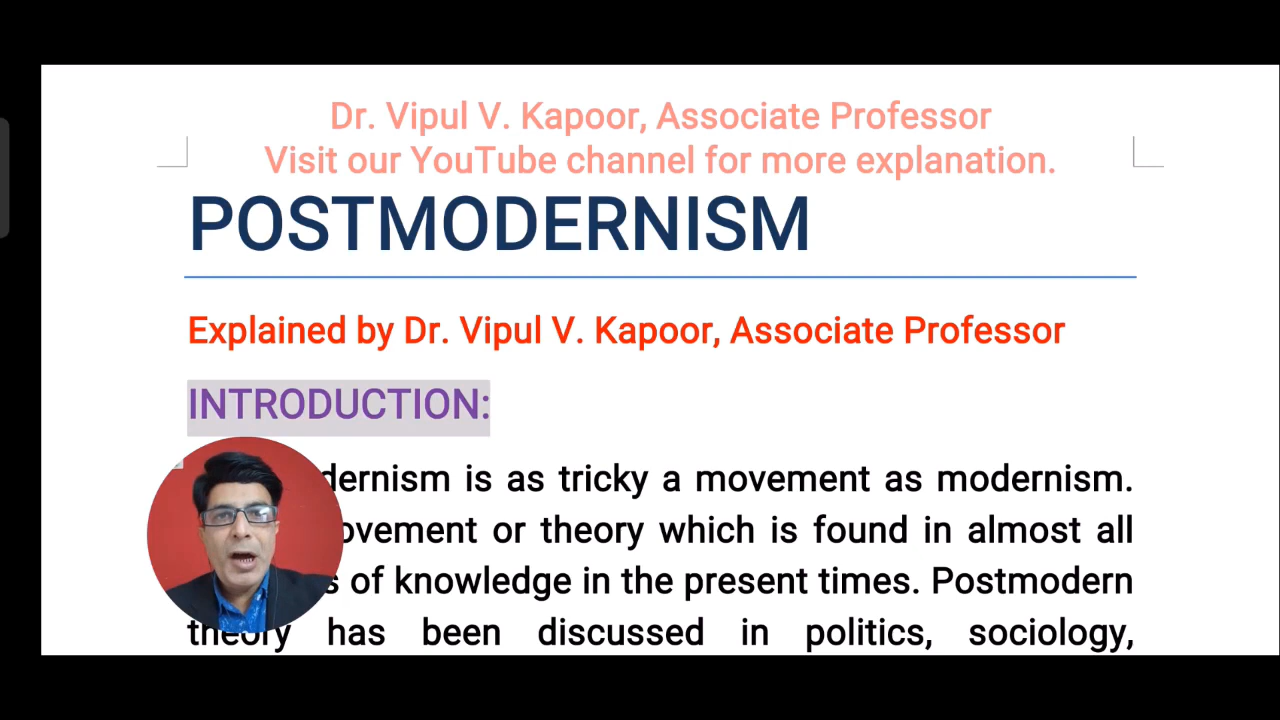 Dr. Vipul V. Kapoor, Associate Professor
Visit our YouTube channel for more explanation.
POSTMODERNISM
Explained by Dr. Vipul V. Kapoor, Associate Professor
INTRODUCTION:
is as tricky a movement as modernism.
or theory which is found in almost all
of knowledge in the present times. Postmodern
theory has been discussed in politics, sociology,